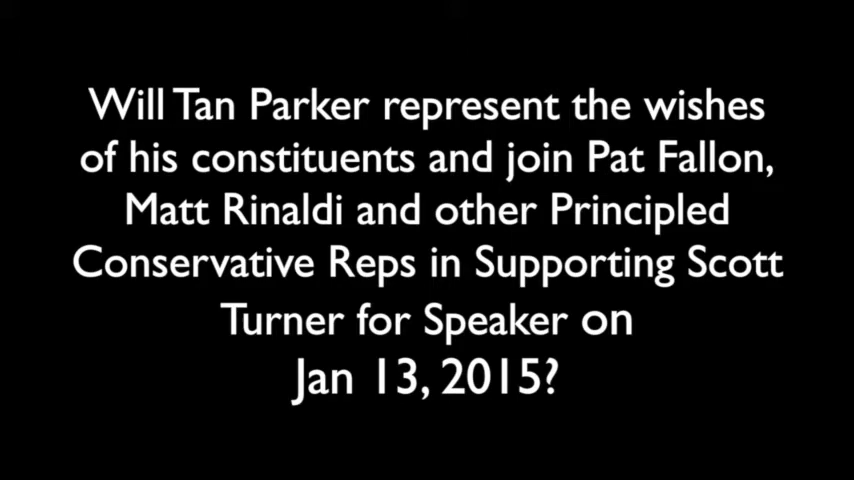 Will Tan Parker represent the wishes
of his constituents and join Pat Fallon,
Matt Rinaldi and other Principled
Conservative Reps in Supporting Scott
Turner for Speaker on
Jan 13, 2015?